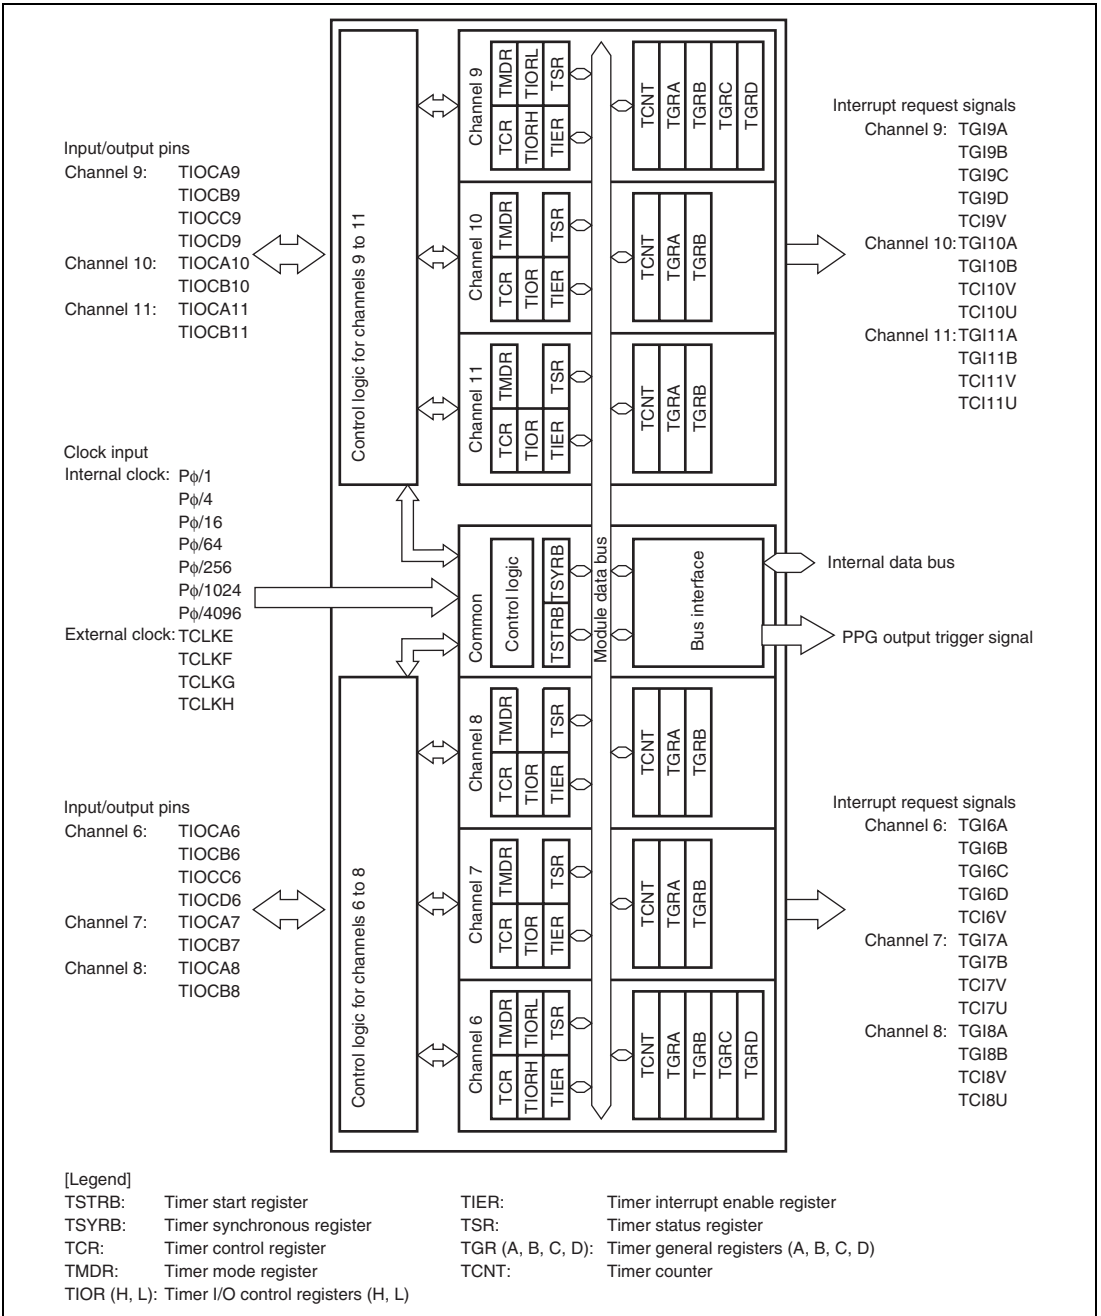 Input/output pins
Channel 9: TIOCA9
TIOCB9
TIOCC9
TIOCD9
Channel 10: TIOCA10
TIOCB10
Channel 11: TIOCA11
TIOCB11
Clock input
Internal clock: Pφ/1
Pφ/4
Pφ/16
Pφ/64
Pφ/256
Pφ/1024
Pφ/4096
External clock: TCLKE
TCLKF
TCLKG
TCLKH
Input/output pins
Channel 6: TIOCA6
TIOCB6
TIOCC6
TIOCD6
Channel 7: TIOCA7
TIOCB7
Channel 8: TIOCA8
TIOCB8
Control logic for channels 9 to 11
Control logic for channels 6 to 8
Channel 9
TCR TMDR
TIORH TIORL
TIER TSR
TCNT
TGRA
TGRB
TGRC
TGRD
Channel 10
TCR TMDR
TIOR
TIER TSR
TCNT
TGRA
TGRB
Channel 11
TCR TMDR
TIOR
TIER TSR
TCNT
TGRA
TGRB
Common
Control logic
TSTRB TSYRB
Module data bus
Bus interface
Channel 8
TCR TMDR
TIOR
TIER TSR
TCNT
TGRA
TGRB
Channel 7
TCR TMDR
TIOR
TIER TSR
TCNT
TGRA
TGRB
Channel 6
TCR TMDR
TIORH TIORL
TIER TSR
TCNT
TGRA
TGRB
TGRC
TGRD
Interrupt request signals
Channel 9: TGI9A
TGI9B
TGI9C
TGI9D
TCI9V
Channel 10: TGI10A
TGI10B
TCI10V
TCI10U
Channel 11: TGI11A
TGI11B
TCI11V
TCI11U
Internal data bus
PPG output trigger signal
Interrupt request signals
Channel 6: TGI6A
TGI6B
TGI6C
TGI6D
TCI6V
Channel 7: TGI7A
TGI7B
TCI7V
TCI7U
Channel 8: TGI8A
TGI8B
TCI8V
TCI8U
[Legend]
TSTRB: Timer start register
TSYRB: Timer synchronous register
TCR: Timer control register
TMDR: Timer mode register
TIOR (H, L): Timer I/O control registers (H, L)
TIER: Timer interrupt enable register
TSR: Timer status register
TGR (A, B, C, D): Timer general registers (A, B, C, D)
TCNT: Timer counter